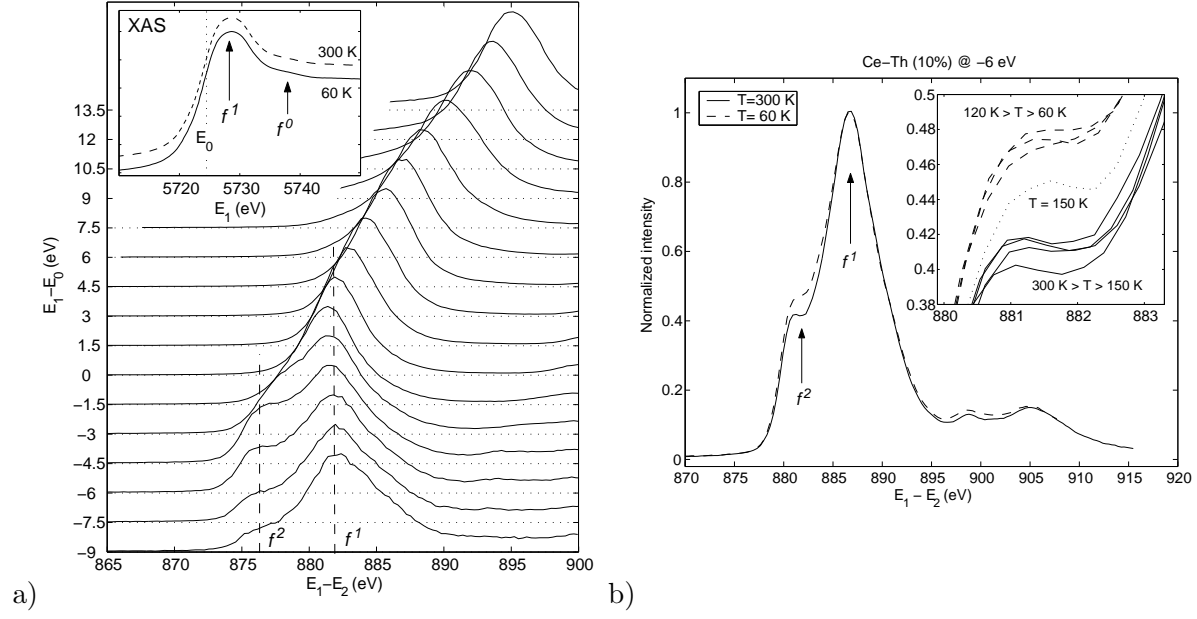 XAS
300 K
60 K
f1
f0
E0
5720
5730
5740
E1 (eV)
13.5
12
10.5
9
7.5
6
4.5
3
1.5
0
−1.5
−3
−4.5
−6
−7.5
−9
E1−E0 (eV)
f2
f1
865
870
875
880
885
890
895
900
E1−E2 (eV)
a)
Ce−Th (10%) @ −6 eV
T=300 K
T= 60 K
1
0.8
0.6
0.4
0.2
0
Normalized intensity
f1
f2
0.5
0.48
0.46
0.44
0.42
0.4
0.38
120 K > T > 60 K
T = 150 K
300 K > T > 150 K
880
881
882
883
870
875
880
885
890
895
900
905
910
915
920
E1 − E2 (eV)
b)